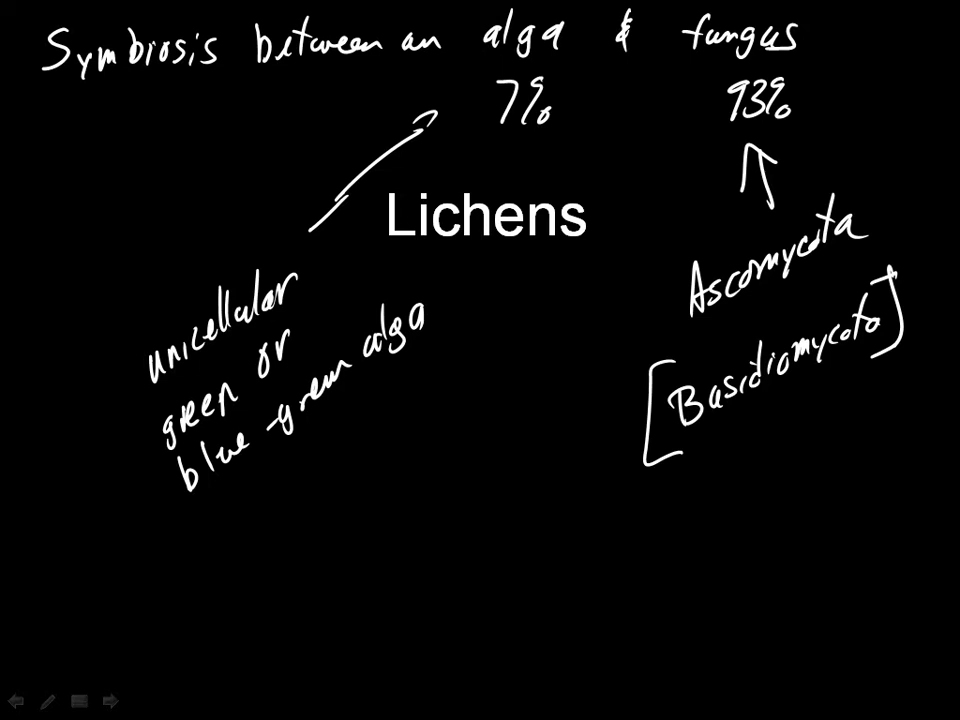 Symbiosis between an alga & fungus
7% 93%
Lichens
Ascomycota
[Basidiomycota]
unicellular
green or
blue-green alga